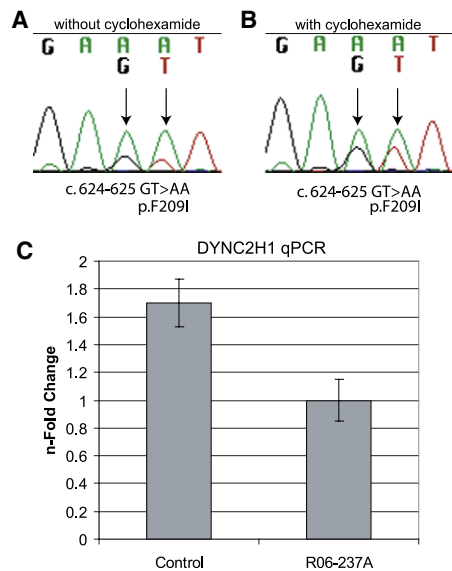 A
without cyclohexamide
G A A A T
G T
c.624-625 GT>AA
p.F209I
B
with cyclohexamide
G A A A T
G T
c.624-625 GT>AA
p.F209I
C
DYNC2H1 qPCR
n-Fold Change
2
1.8
1.6
1.4
1.2
1
0.8
0.6
0.4
0.2
0
Control
R06-237A